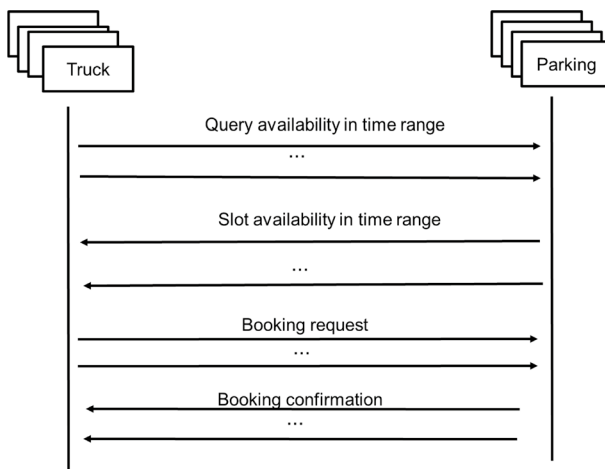 Truck
Parking
Query availability in time range
...
Slot availability in time range
...
Booking request
...
Booking confirmation
...